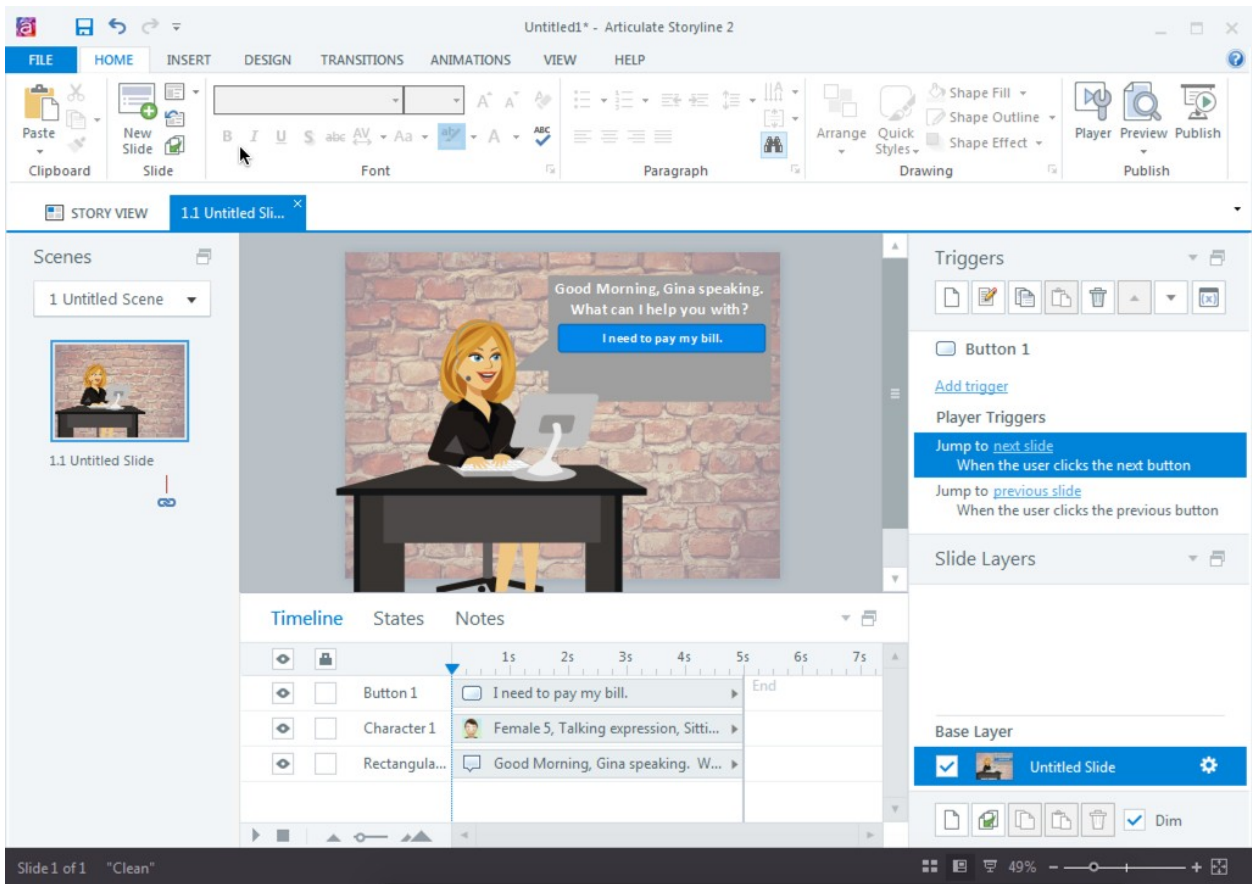 Untitled1* - Articulate Storyline 2
FILE HOME INSERT DESIGN TRANSITIONS ANIMATIONS VIEW HELP
Paste
New
Slide
B I U S abc AV Aa A ABC
Arrange
Quick
Styles
Shape Fill
Shape Outline
Shape Effect
Player Preview Publish
Clipboard Slide Font Paragraph Drawing Publish
STORY VIEW 1.1 Untitled Sli...
Scenes
1 Untitled Scene
1.1 Untitled Slide
Good Morning, Gina speaking.
What can I help you with?
I need to pay my bill.
Triggers
Button 1
Add trigger
Player Triggers
Jump to next slide
When the user clicks the next button
Jump to previous slide
When the user clicks the previous button
Slide Layers
Base Layer
Untitled Slide
Dim
Timeline States Notes
1s 2s 3s 4s 5s 6s 7s
Button 1 I need to pay my bill. End
Character 1 Female 5, Talking expression, Sitti...
Rectangula... Good Morning, Gina speaking. W...
Slide 1 of 1 "Clean" 49%